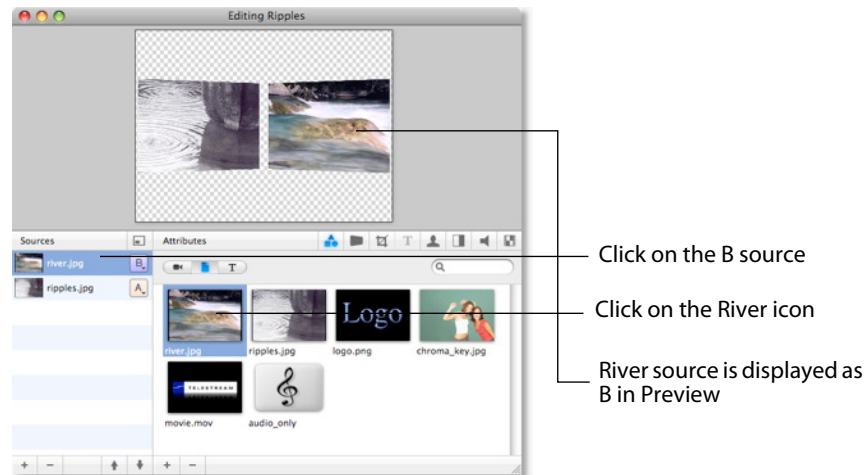 Editing Ripples
Sources
Attributes
T
river.jpg
B
T
ripples.jpg
A
Logo
river.jpg
ripples.jpg
logo.png
chroma_key.jpg
TELESTREAM
movie.mov
audio_only
Click on the B source
Click on the River icon
River source is displayed as
B in Preview